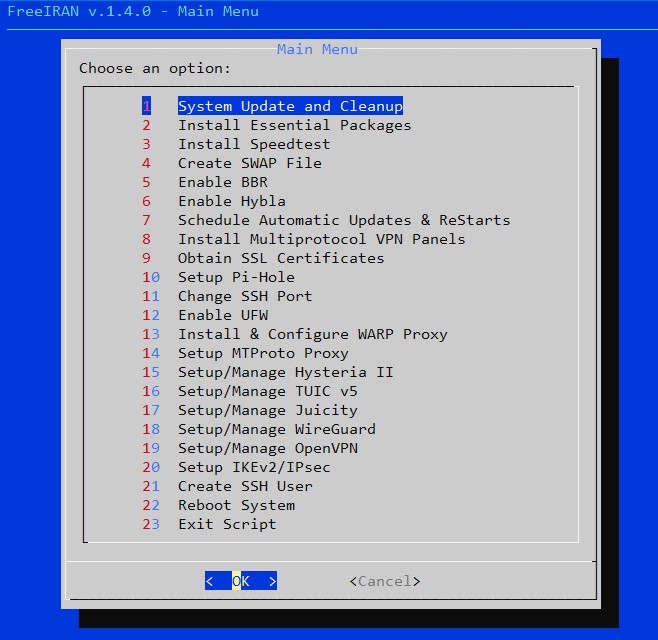 FreeIRAN v.1.4.0 - Main Menu
Main Menu
Choose an option:
1 System Update and Cleanup
2 Install Essential Packages
3 Install Speedtest
4 Create SWAP File
5 Enable BBR
6 Enable Hybla
7 Schedule Automatic Updates & ReStarts
8 Install Multiprotocol VPN Panels
9 Obtain SSL Certificates
10 Setup Pi-Hole
11 Change SSH Port
12 Enable UFW
13 Install & Configure WARP Proxy
14 Setup MTProto Proxy
15 Setup/Manage Hysteria II
16 Setup/Manage TUIC v5
17 Setup/Manage Juicity
18 Setup/Manage WireGuard
19 Setup/Manage OpenVPN
20 Setup IKEv2/IPsec
21 Create SSH User
22 Reboot System
23 Exit Script
< OK > <Cancel>